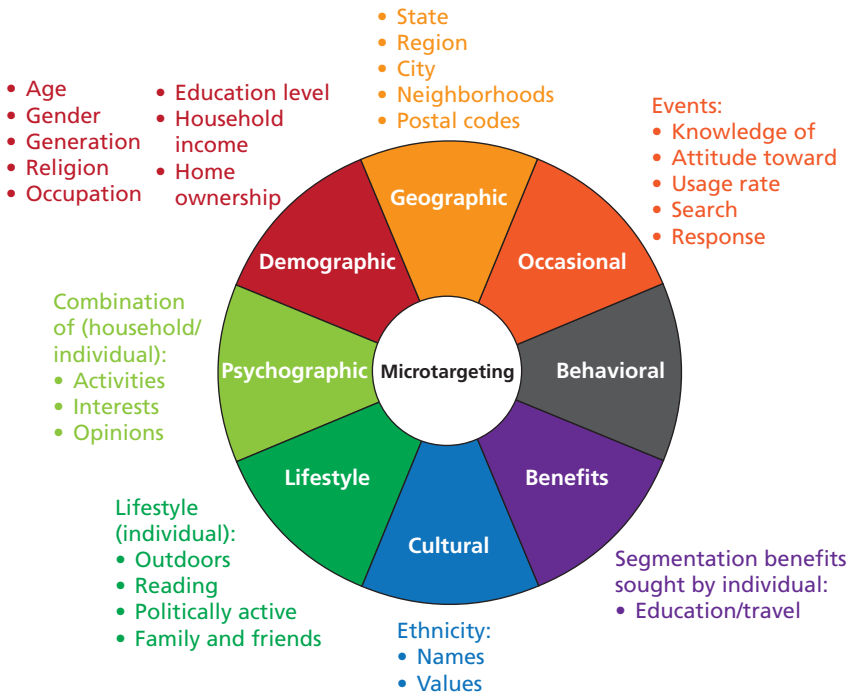 • State
• Region
• City
• Neighborhoods
• Postal codes
• Age
• Gender
• Generation
• Religion
• Occupation
• Education level
• Household
income
• Home
ownership
Events:
• Knowledge of
• Attitude toward
• Usage rate
• Search
• Response
Geographic
Demographic
Occasional
Combination
of (household/
individual):
• Activities
• Interests
• Opinions
Psychographic
Microtargeting
Behavioral
Lifestyle
Benefits
Cultural
Lifestyle
(individual):
• Outdoors
• Reading
• Politically active
• Family and friends
Ethnicity:
• Names
• Values
Segmentation benefits
sought by individual:
• Education/travel